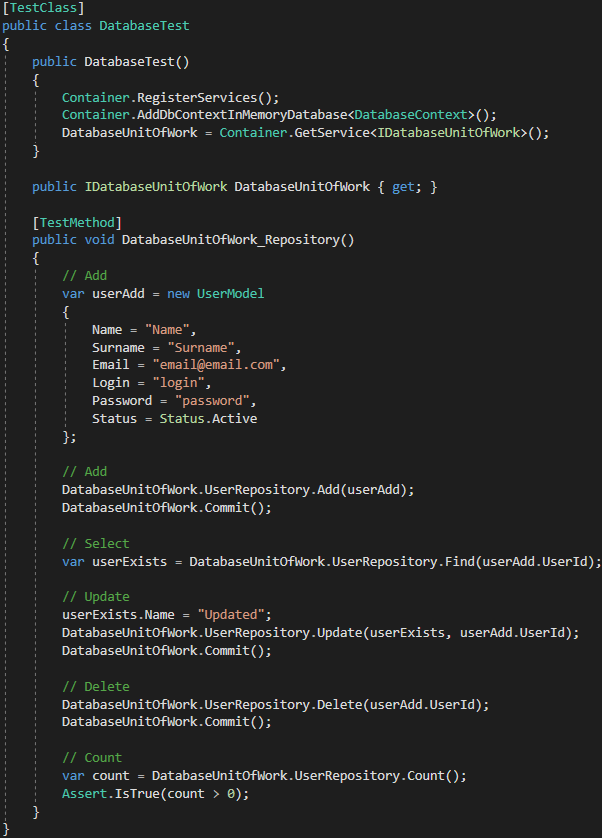 [TestClass]
public class DatabaseTest
{
    public DatabaseTest()
    {
        Container.RegisterServices();
        Container.AddDbContextInMemoryDatabase<DatabaseContext>();
        DatabaseUnitOfWork = Container.GetService<IDatabaseUnitOfWork>();
    }

    public IDatabaseUnitOfWork DatabaseUnitOfWork { get; }

    [TestMethod]
    public void DatabaseUnitOfWork_Repository()
    {
        // Add
        var userAdd = new UserModel
        {
            Name = "Name",
            Surname = "Surname",
            Email = "email@email.com",
            Login = "login",
            Password = "password",
            Status = Status.Active
        };

        // Add
        DatabaseUnitOfWork.UserRepository.Add(userAdd);
        DatabaseUnitOfWork.Commit();

        // Select
        var userExists = DatabaseUnitOfWork.UserRepository.Find(userAdd.UserId);

        // Update
        userExists.Name = "Updated";
        DatabaseUnitOfWork.UserRepository.Update(userExists, userAdd.UserId);
        DatabaseUnitOfWork.Commit();

        // Delete
        DatabaseUnitOfWork.UserRepository.Delete(userAdd.UserId);
        DatabaseUnitOfWork.Commit();

        // Count
        var count = DatabaseUnitOfWork.UserRepository.Count();
        Assert.IsTrue(count > 0);
    }
}